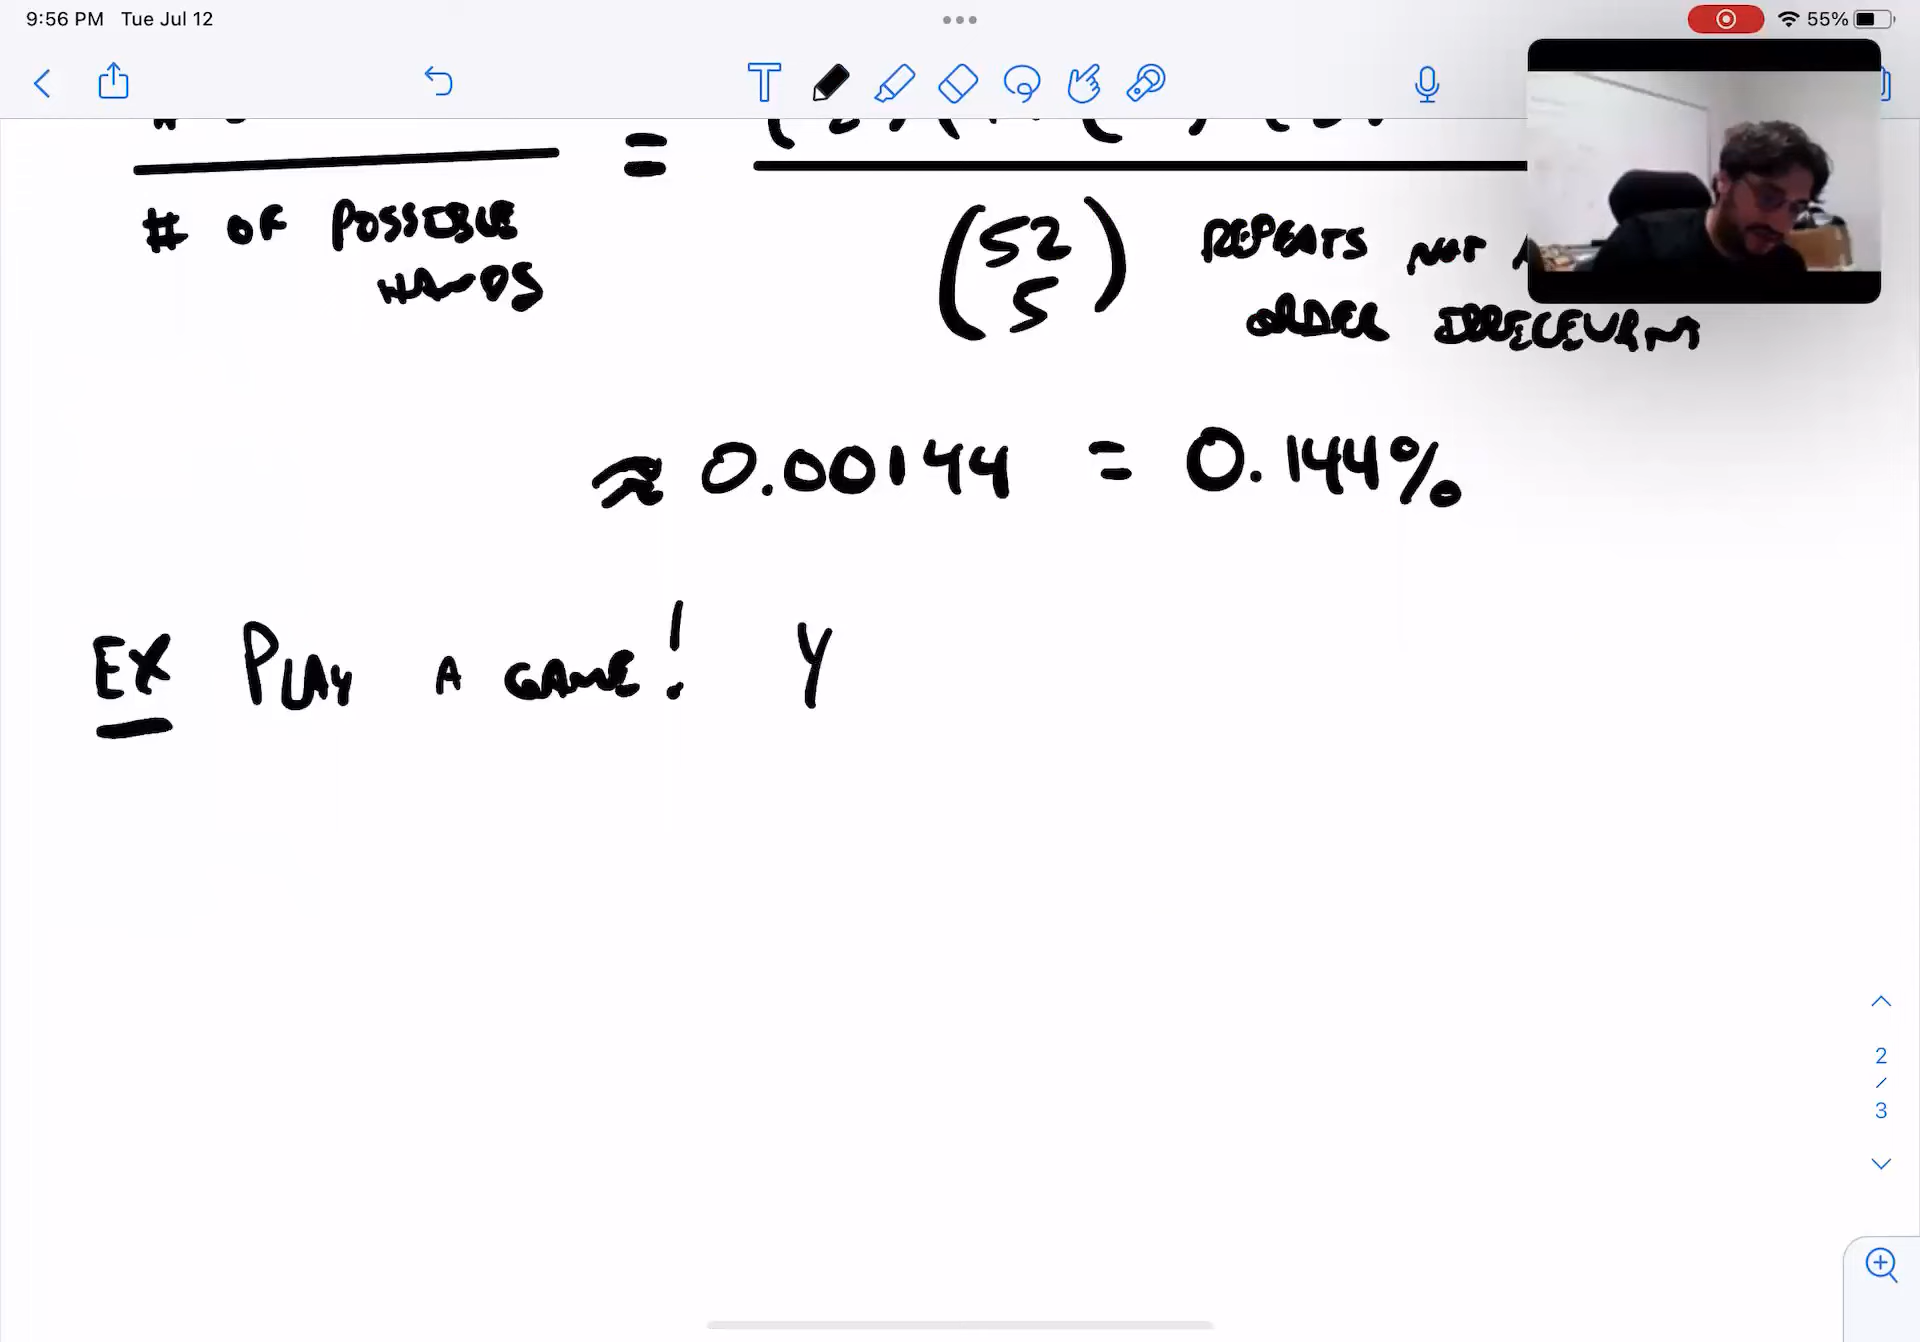 9:56 PM Tue Jul 12
55%
=
# OF POSSIBLE
HANDS
(52
5) REPEATS NOT
ORDER IRRELEVANT
≈ 0.00144 = 0.144%
EX PLAY A GAME! Y
2
/
3